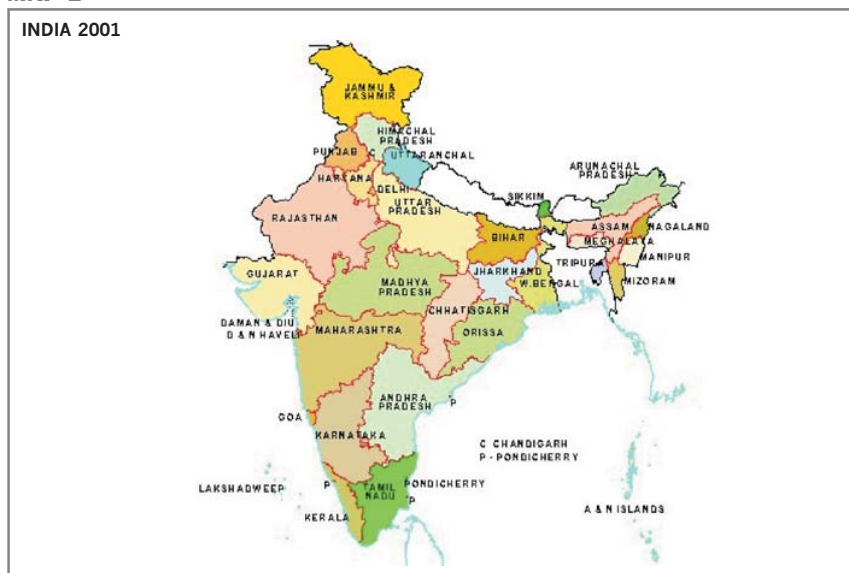 INDIA 2001
JAMMU &
KASHMIR
HIMACHAL
PRADESH
PUNJAB
C
UTTARANCHAL
HARYANA
DELHI
ARUNACHAL
PRADESH
SIKKIM
UTTAR
PRADESH
RAJASTHAN
ASSAM
NAGALAND
BIHAR
MEGHALAYA
MANIPUR
TRIPURA
JHARKHAND
GUJARAT
MADHYA
PRADESH
W.BENGAL
MIZORAM
CHHATISGARH
DAMAN & DIU
D & N HAVELI
MAHARASHTRA
ORISSA
ANDHRA
PRADESH
P
GOA
KARNATAKA
C CHANDIGARH
P - PONDICHERRY
LAKSHADWEEP
P
TAMIL
NADU
PONDICHERRY
P
KERALA
A & N ISLANDS